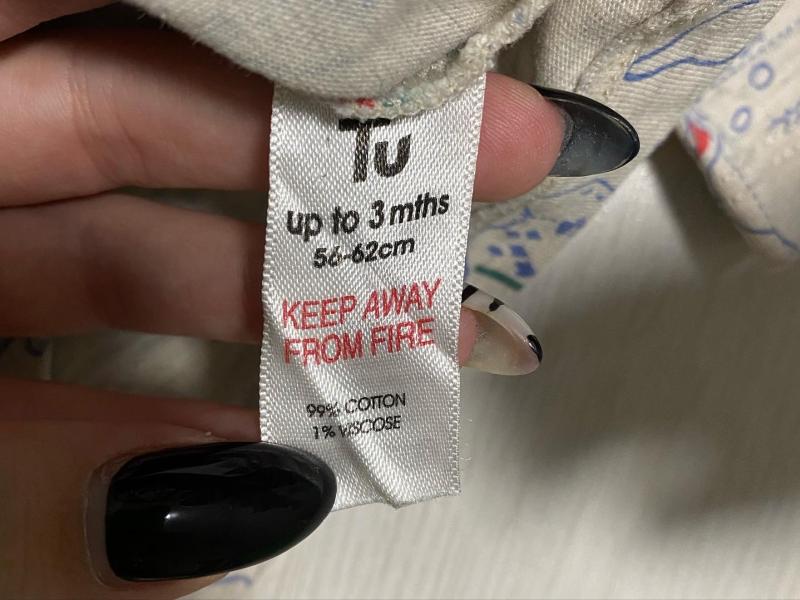 Tu
up to 3 mths
56-62cm
KEEP AWAY
FROM FIRE
99% COTTON
1% VISCOSE